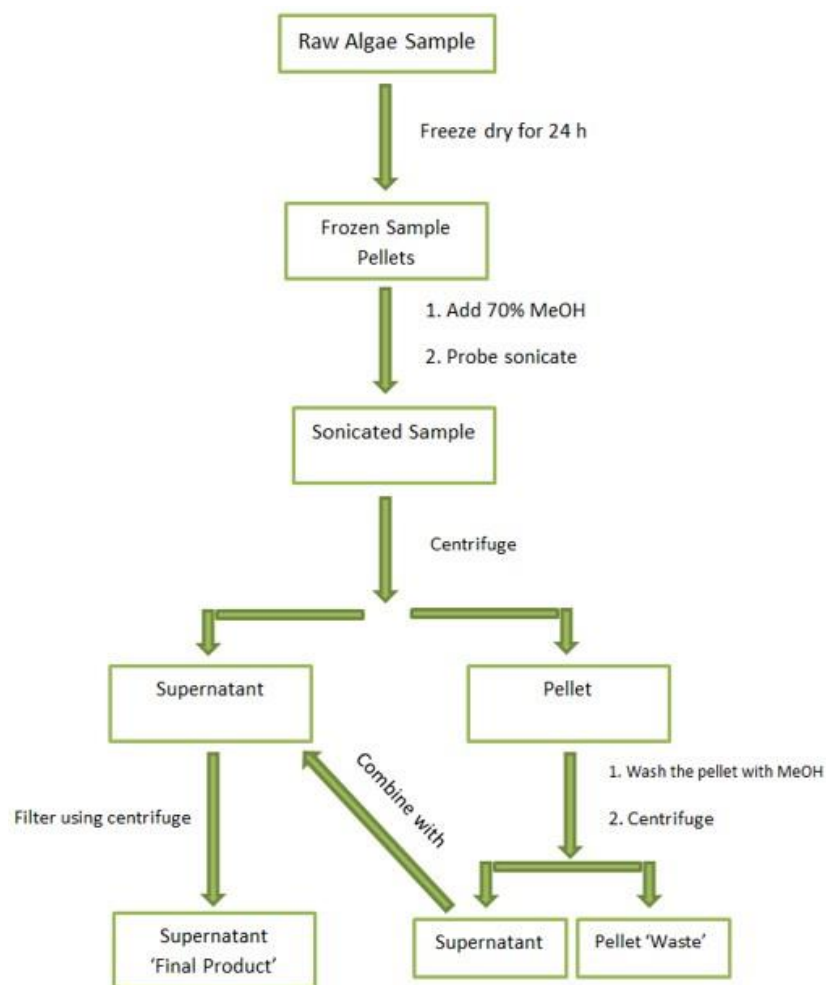 Raw Algae Sample
Freeze dry for 24 h
Frozen Sample
Pellets
1. Add 70% MeOH
2. Probe sonicate
Sonicated Sample
Centrifuge
Supernatant
Pellet
Combine with
1. Wash the pellet with MeOH
2. Centrifuge
Filter using centrifuge
Supernatant
'Final Product'
Supernatant
Pellet 'Waste'